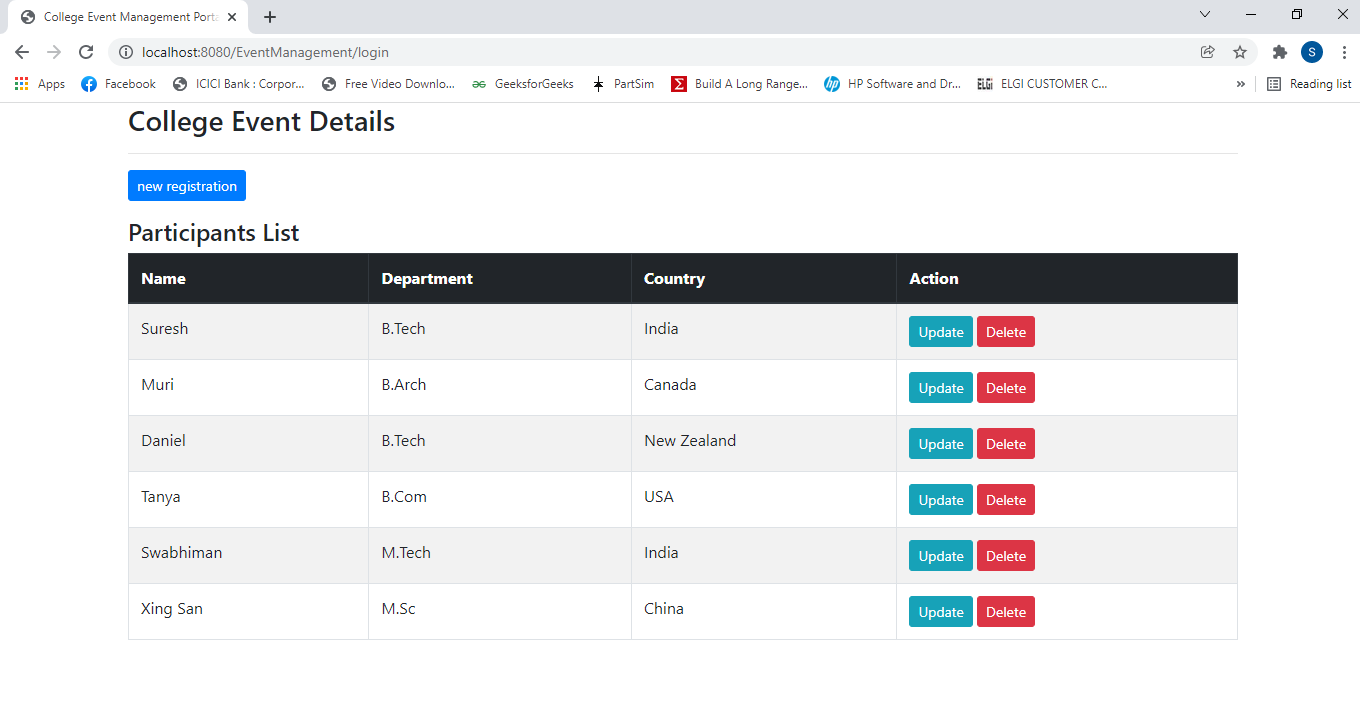 College Event Management Porta
localhost:8080/EventManagement/login
S
Apps Facebook ICICI Bank : Corpor... Free Video Downlo... GeeksforGeeks PartSim Build A Long Range... HP Software and Dr... ELGI CUSTOMER C... » Reading list
College Event Details
new registration
Participants List
Name Department Country Action
Suresh B.Tech India Update Delete
Muri B.Arch Canada Update Delete
Daniel B.Tech New Zealand Update Delete
Tanya B.Com USA Update Delete
Swabhiman M.Tech India Update Delete
Xing San M.Sc China Update Delete